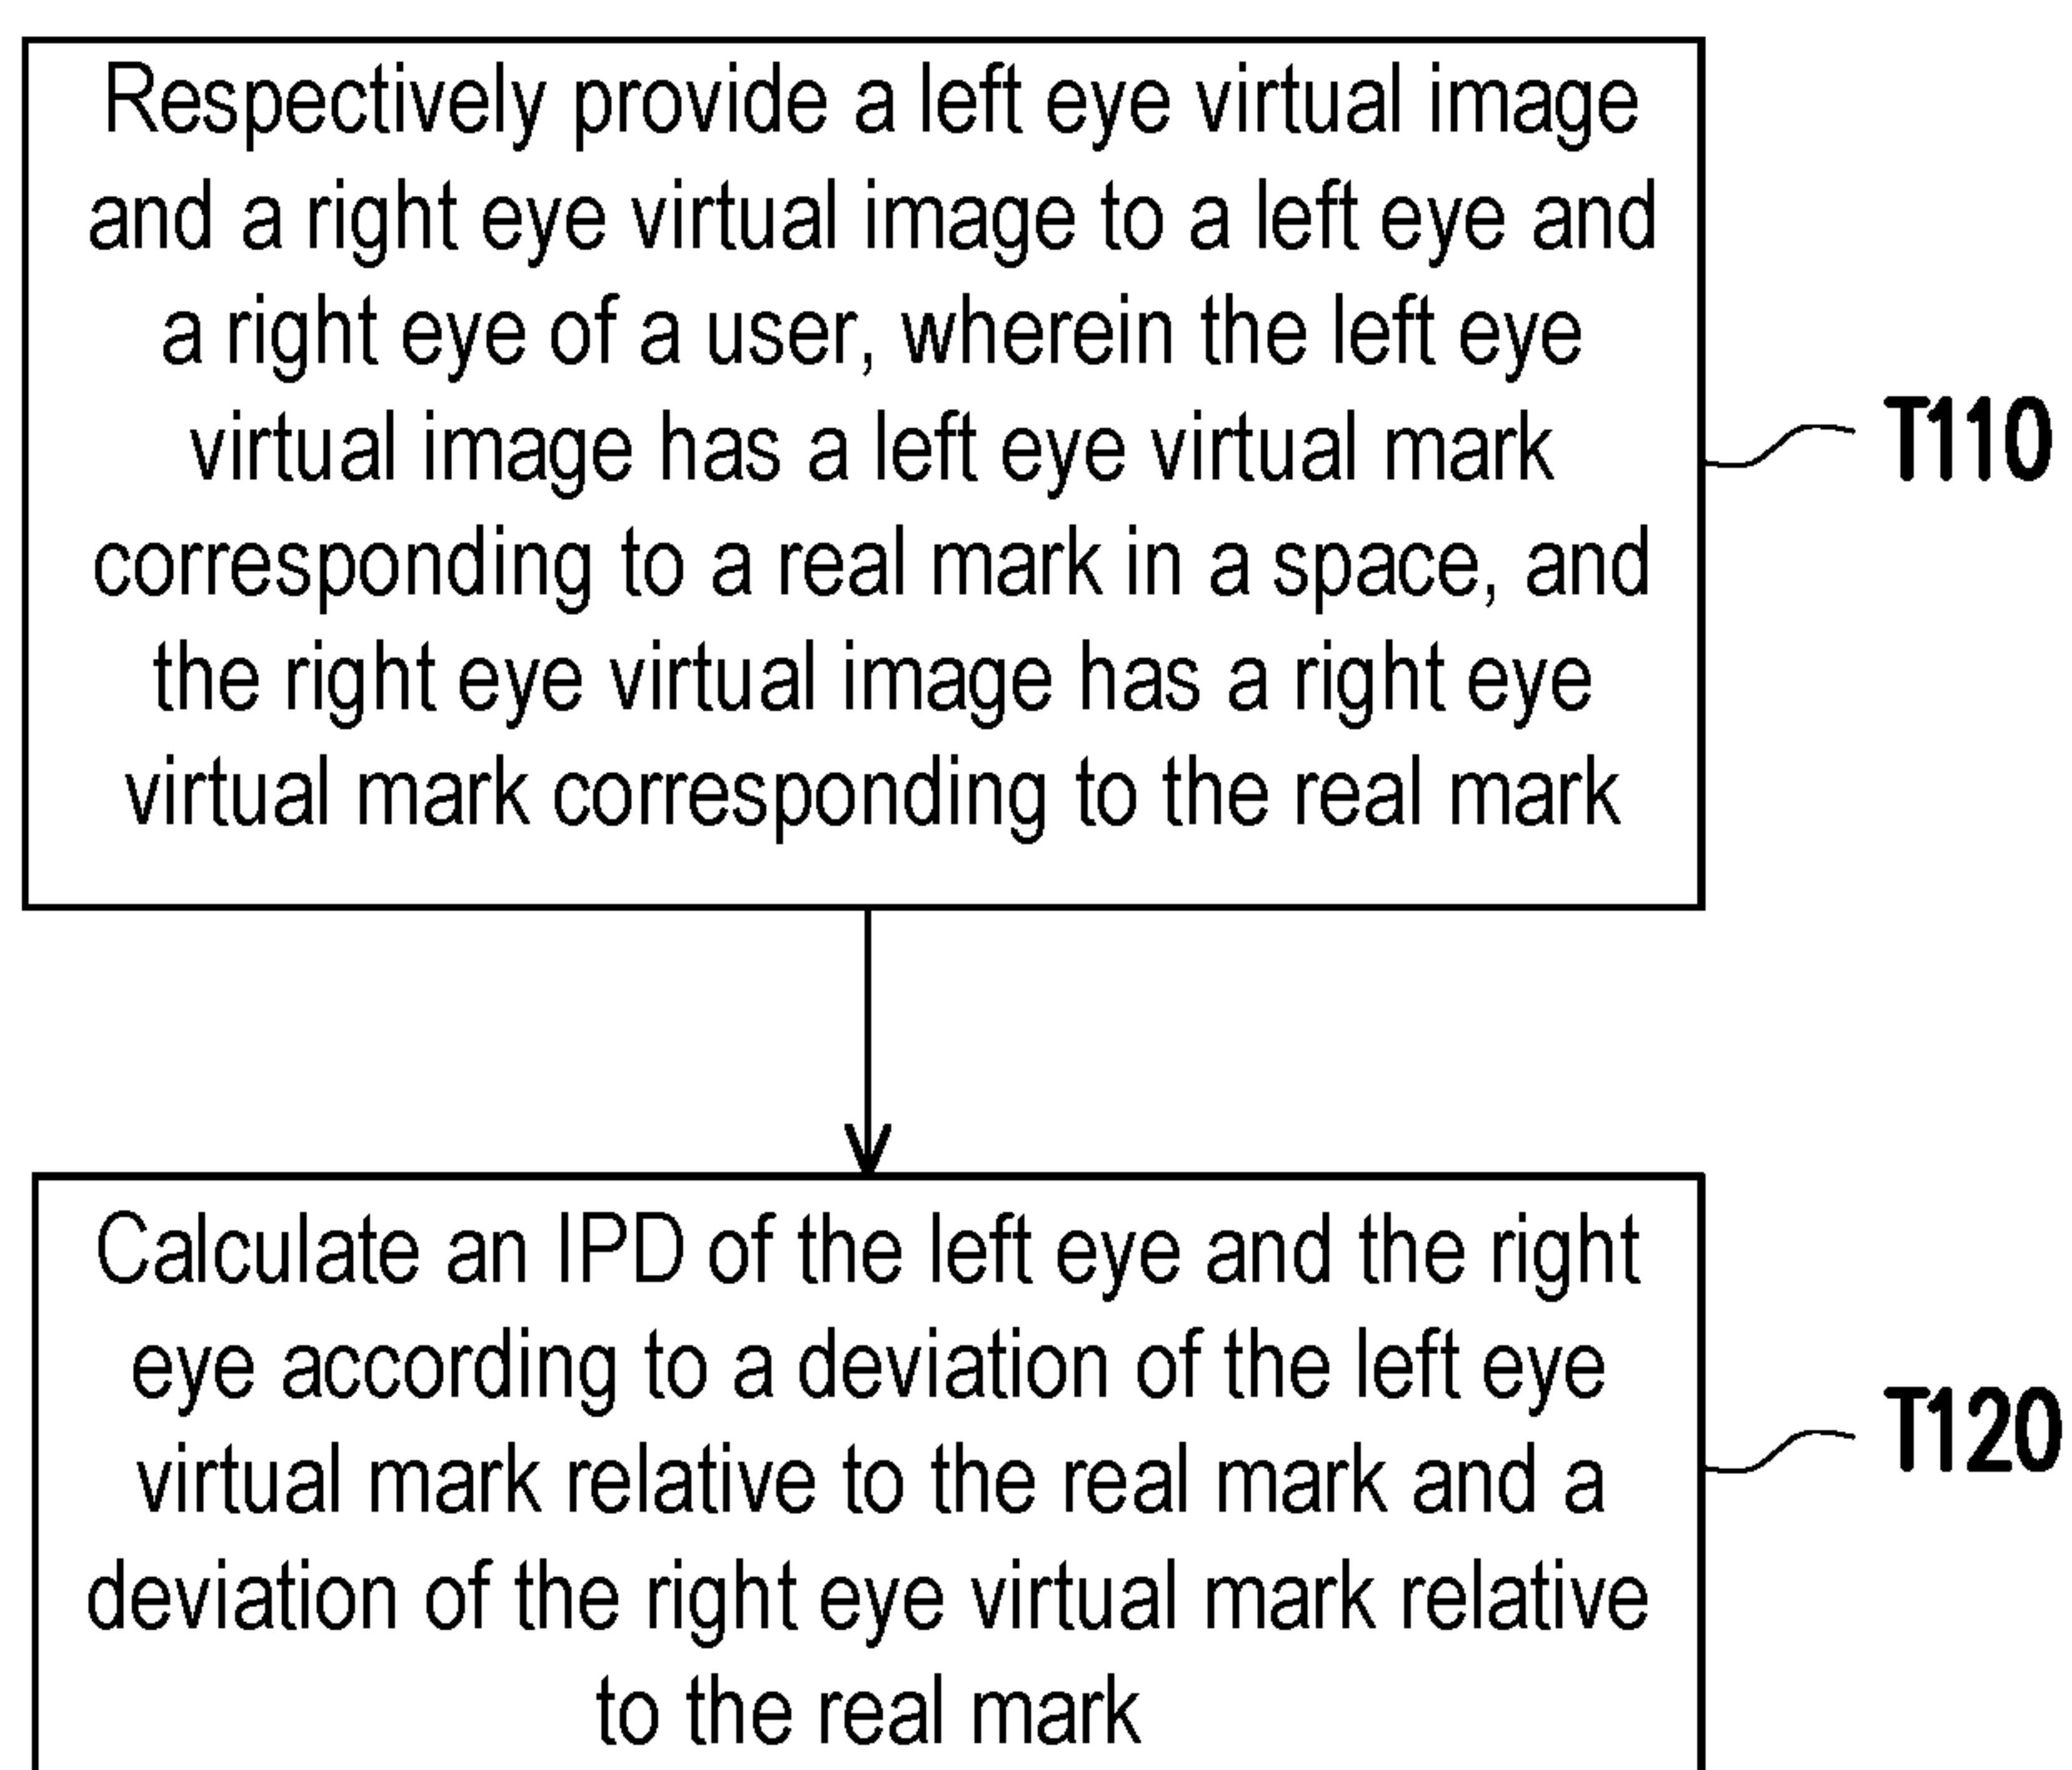 Respectively provide a left eye virtual image
and a right eye virtual image to a left eye and
a right eye of a user, wherein the left eye
virtual image has a left eye virtual mark
corresponding to a real mark in a space, and
the right eye virtual image has a right eye
virtual mark corresponding to the real mark
T110
Calculate an IPD of the left eye and the right
eye according to a deviation of the left eye
virtual mark relative to the real mark and a
deviation of the right eye virtual mark relative
to the real mark
T120